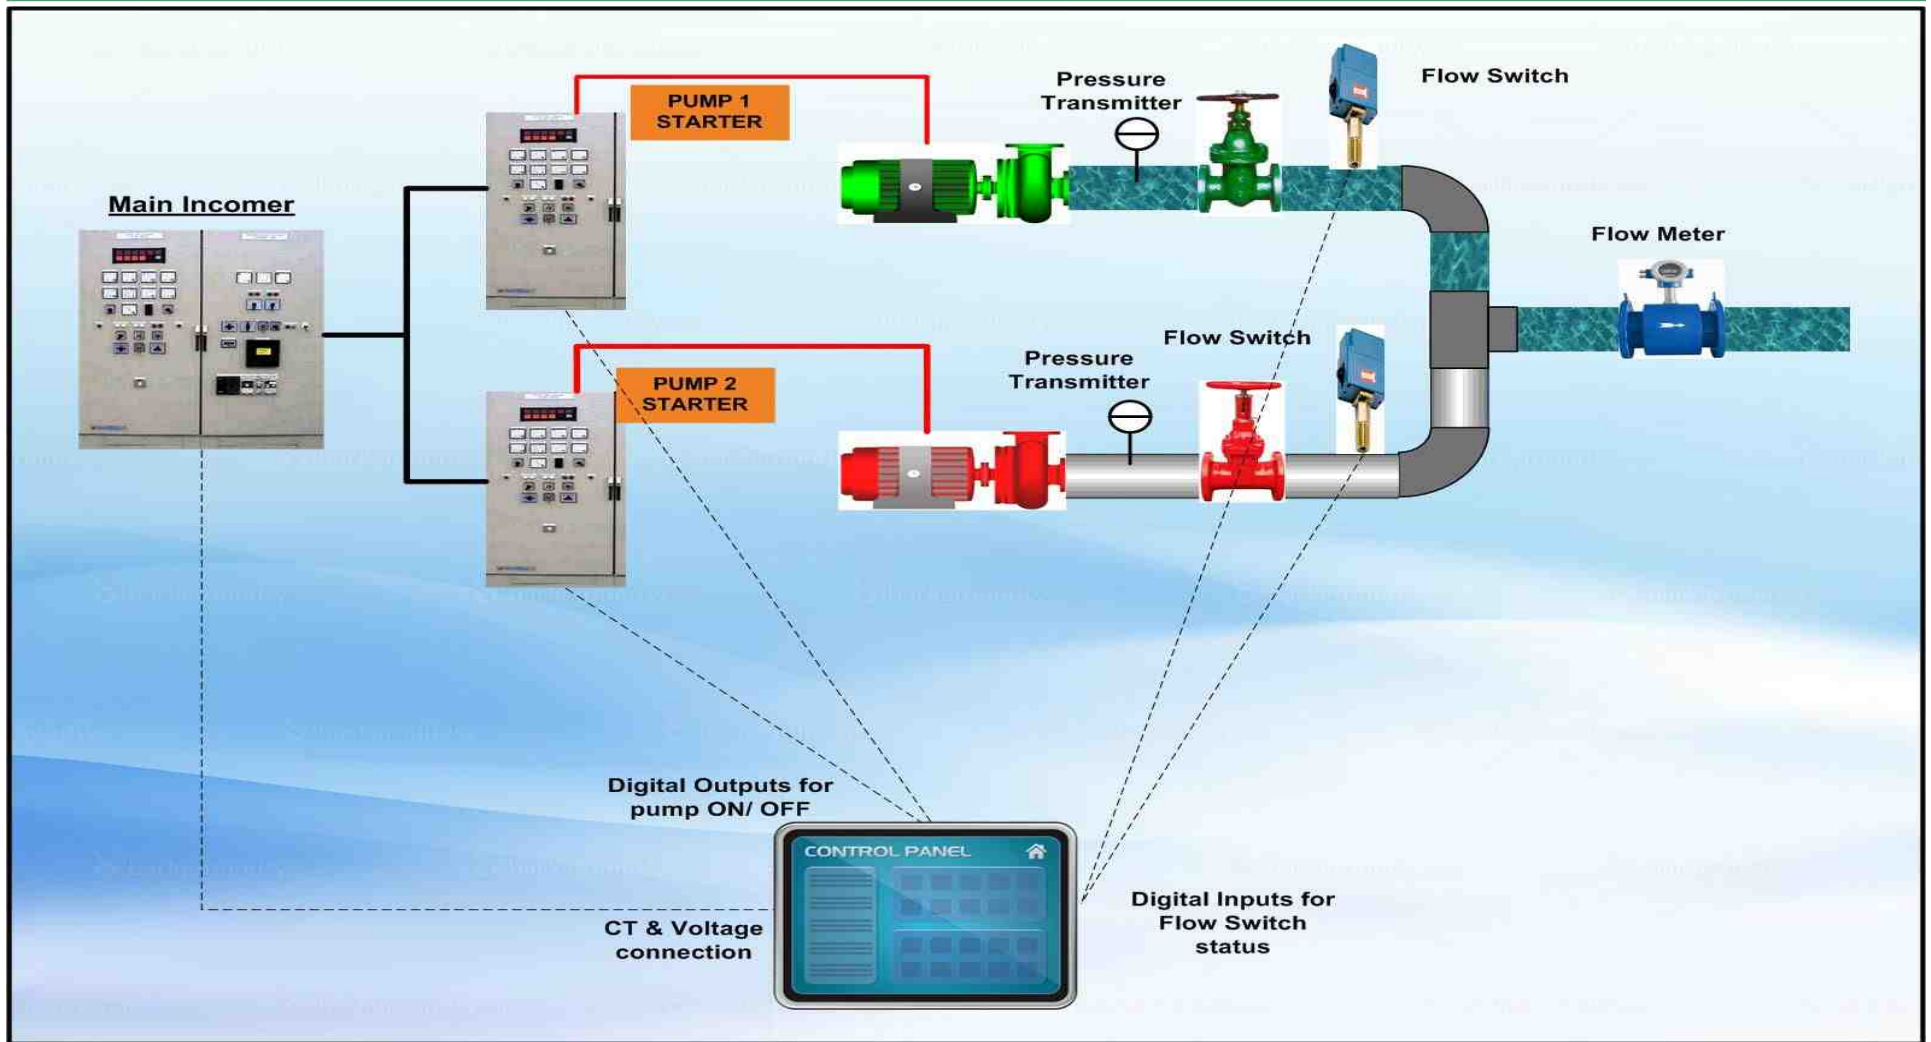 Pressure
Transmitter
Flow Switch
PUMP 1
STARTER
Main Incomer
Flow Meter
Flow Switch
Pressure
Transmitter
PUMP 2
STARTER
Digital Outputs for
pump ON/ OFF
CONTROL PANEL
Digital Inputs for
Flow Switch
status
CT & Voltage
connection